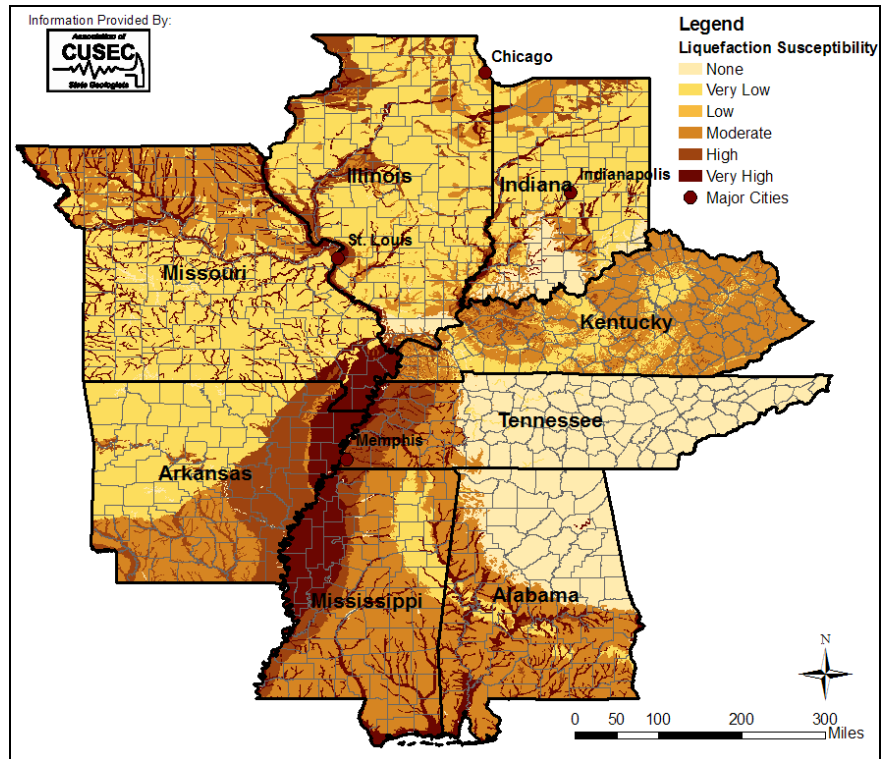 Information Provided By:
Association of
CUSEC
State Geologists
Legend
Liquefaction Susceptibility
None
Very Low
Low
Moderate
High
Very High
Major Cities
Chicago
Illinois
Indiana
Indianapolis
St. Louis
Missouri
Kentucky
Tennessee
Memphis
Arkansas
Mississippi
Alabama
N
0 50 100 200 300
Miles